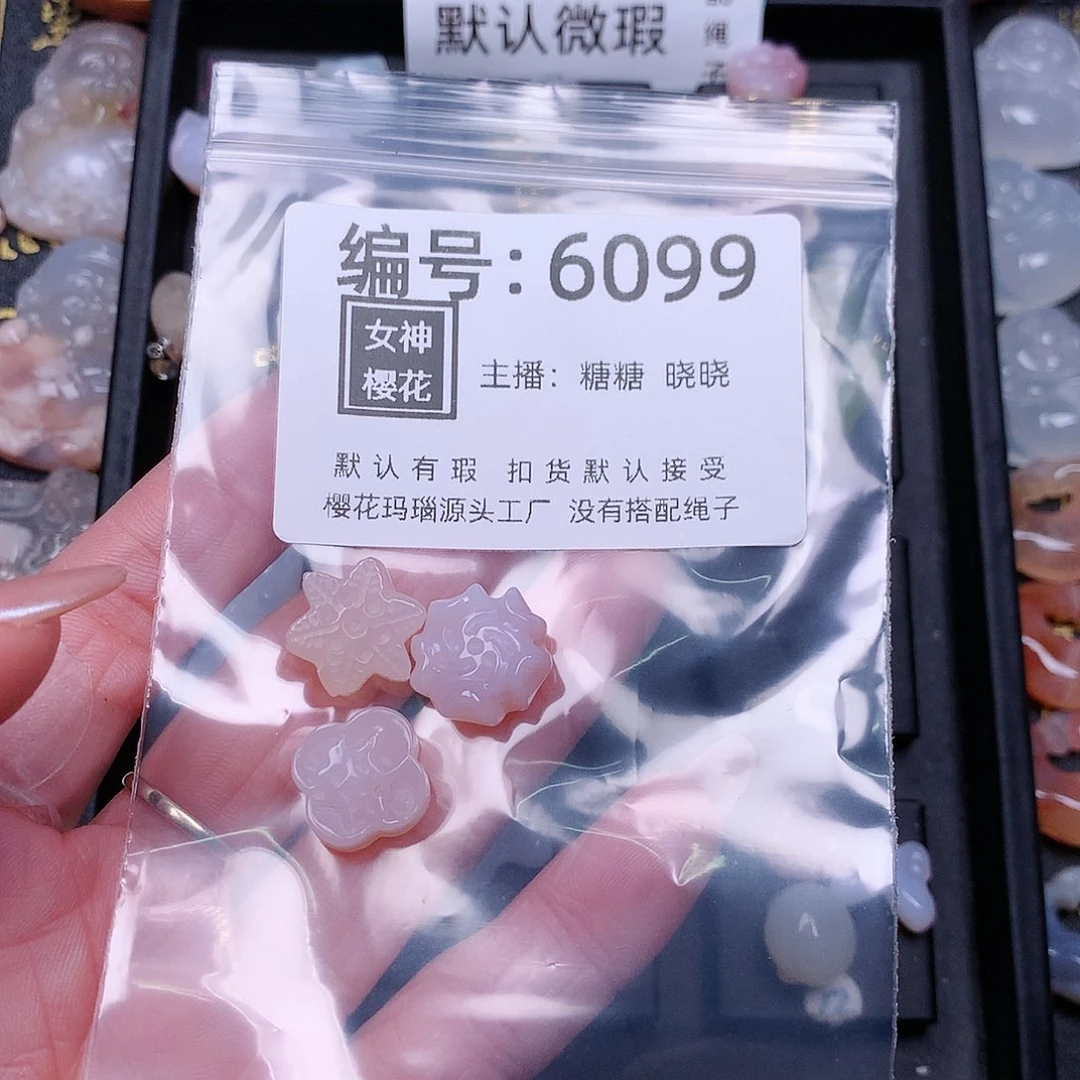 默认微瑕
绳
子
编号：6099
女神
樱花
主播：糖糖 晓晓
默认有瑕 扣货默认接受
樱花玛瑙源头工厂 没有搭配绳子